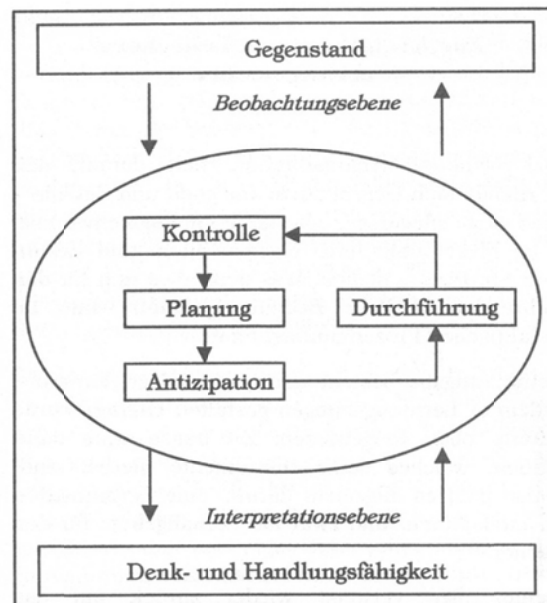 Gegenstand
Beobachtungsebene
Kontrolle
Planung
Durchführung
Antizipation
Interpretationsebene
Denk- und Handlungsfähigkeit